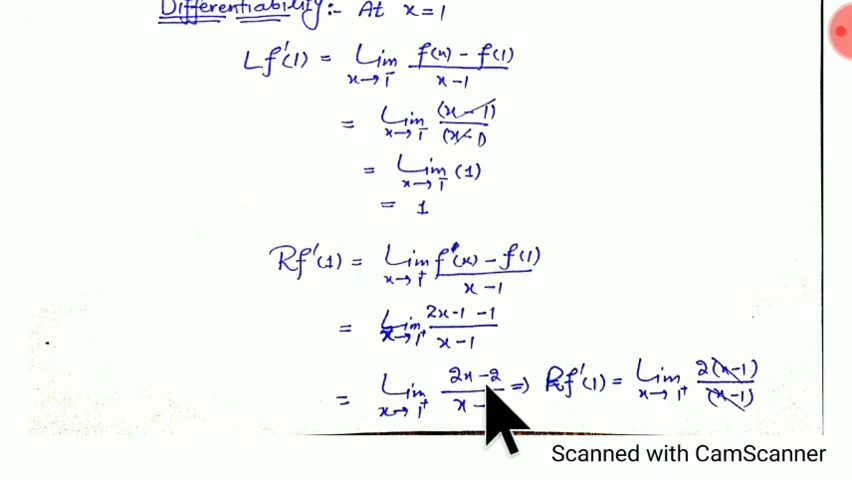 Differentiability:- At x=1
Lf'(1) = Lim x→1⁻ f(x) - f(1) / x-1
= Lim x→1⁻ (x-1) / (x-1)
= Lim x→1⁻ (1)
= 1
Rf'(1) = Lim x→1⁺ f'(x) - f(1) / x-1
= Lim x→1⁺ 2x-1-1 / x-1
= Lim x→1⁺ 2x-2 / x- => Rf'(1) = Lim x→1⁺ 2(x-1) / (x-1)
Scanned with CamScanner